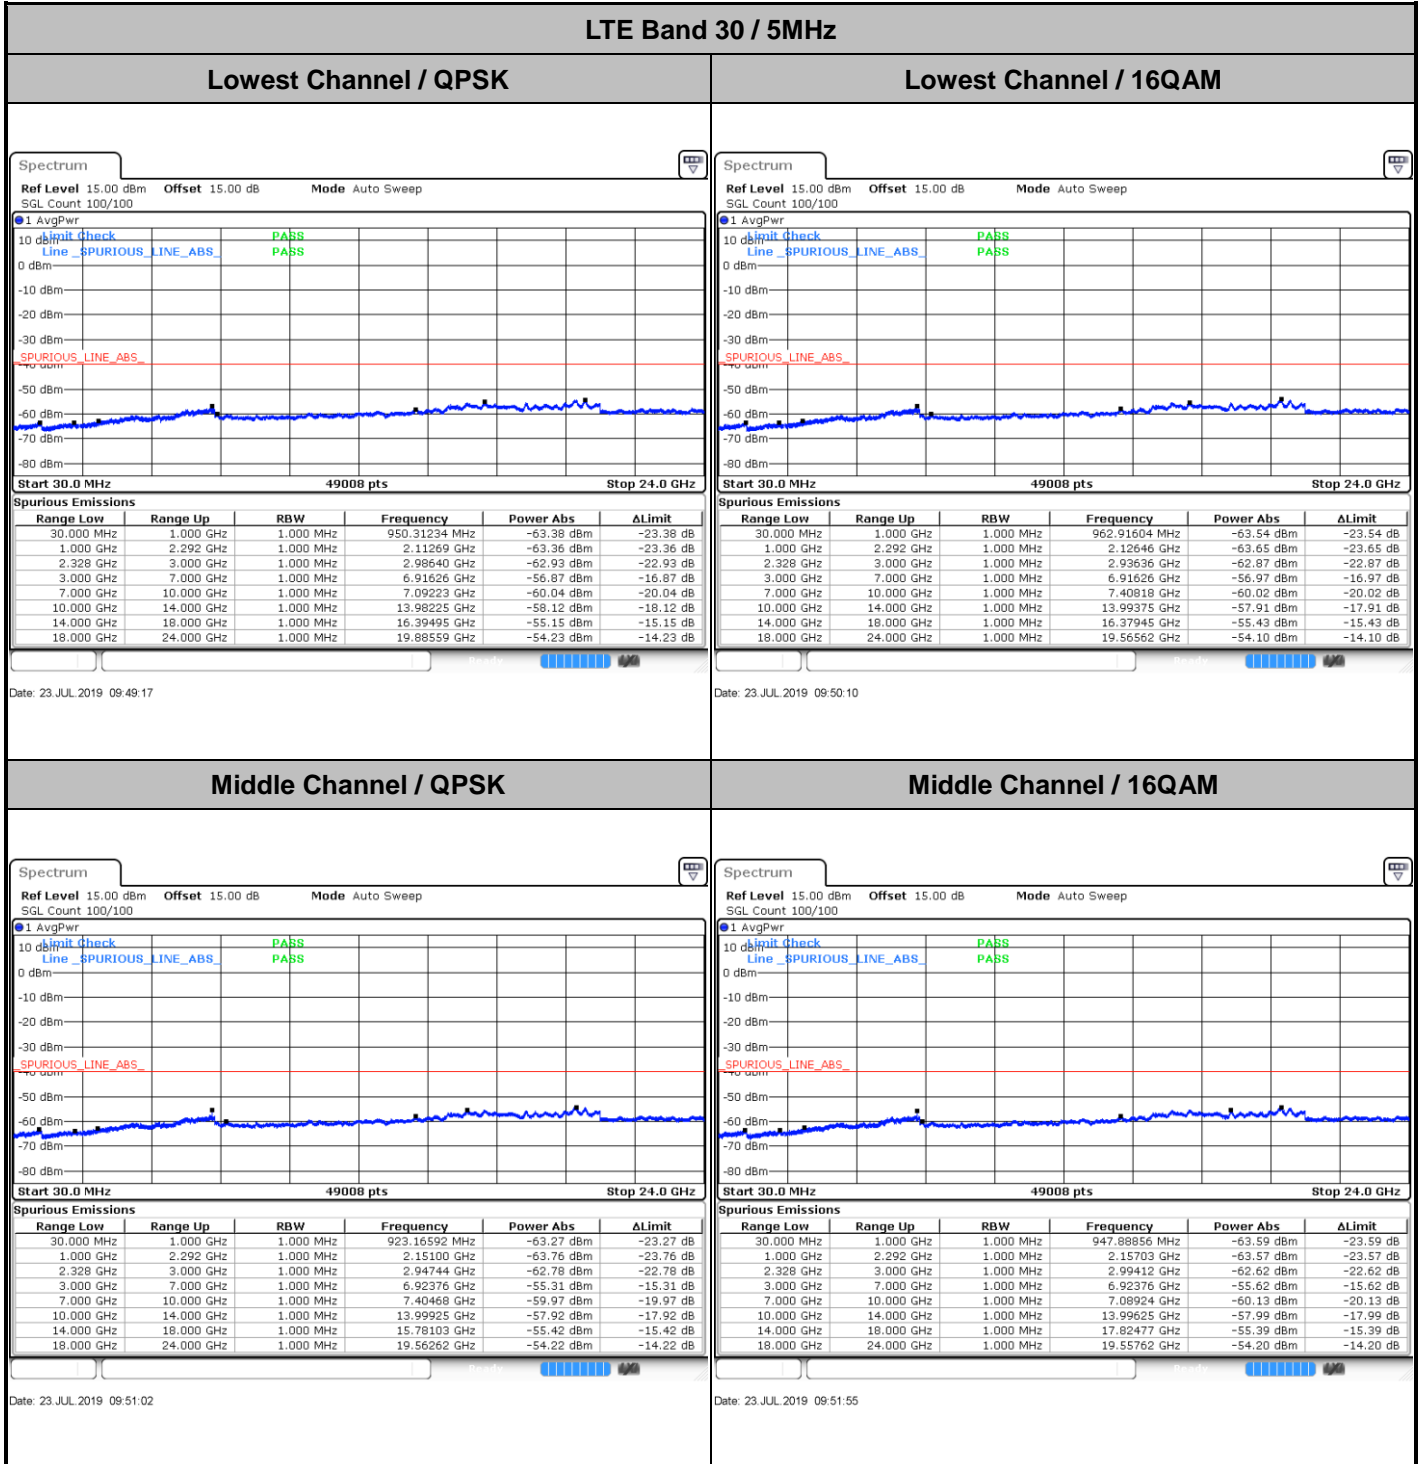 LTE Band 30 / 5MHz
Lowest Channel / QPSK
Lowest Channel / 16QAM
Spectrum
Ref Level 15.00 dBm Offset 15.00 dB Mode Auto Sweep
SGL Count 100/100
1 AvgPwr
Limit Check PASS
10 dBm
Line _SPURIOUS_LINE_ABS_ PASS
0 dBm
-10 dBm
-20 dBm
-30 dBm
_SPURIOUS_LINE_ABS_
-40 dBm
-50 dBm
-60 dBm
-70 dBm
-80 dBm
Start 30.0 MHz 49008 pts Stop 24.0 GHz
Spurious Emissions
Range Low Range Up RBW Frequency Power Abs ΔLimit
30.000 MHz 1.000 GHz 1.000 MHz 950.31234 MHz -63.38 dBm -23.38 dB
1.000 GHz 2.292 GHz 1.000 MHz 2.11269 GHz -63.36 dBm -23.36 dB
2.328 GHz 3.000 GHz 1.000 MHz 2.98640 GHz -62.93 dBm -22.93 dB
3.000 GHz 7.000 GHz 1.000 MHz 6.91626 GHz -56.87 dBm -16.87 dB
7.000 GHz 10.000 GHz 1.000 MHz 7.09223 GHz -60.04 dBm -20.04 dB
10.000 GHz 14.000 GHz 1.000 MHz 13.98225 GHz -58.12 dBm -18.12 dB
14.000 GHz 18.000 GHz 1.000 MHz 16.39495 GHz -55.15 dBm -15.15 dB
18.000 GHz 24.000 GHz 1.000 MHz 19.88559 GHz -54.23 dBm -14.23 dB
Ready
Date: 23.JUL.2019 09:49:17
Spectrum
Ref Level 15.00 dBm Offset 15.00 dB Mode Auto Sweep
SGL Count 100/100
1 AvgPwr
Limit Check PASS
10 dBm
Line _SPURIOUS_LINE_ABS_ PASS
0 dBm
-10 dBm
-20 dBm
-30 dBm
_SPURIOUS_LINE_ABS_
-40 dBm
-50 dBm
-60 dBm
-70 dBm
-80 dBm
Start 30.0 MHz 49008 pts Stop 24.0 GHz
Spurious Emissions
Range Low Range Up RBW Frequency Power Abs ΔLimit
30.000 MHz 1.000 GHz 1.000 MHz 962.91604 MHz -63.54 dBm -23.54 dB
1.000 GHz 2.292 GHz 1.000 MHz 2.12646 GHz -63.65 dBm -23.65 dB
2.328 GHz 3.000 GHz 1.000 MHz 2.93636 GHz -62.87 dBm -22.87 dB
3.000 GHz 7.000 GHz 1.000 MHz 6.91626 GHz -56.97 dBm -16.97 dB
7.000 GHz 10.000 GHz 1.000 MHz 7.40818 GHz -60.02 dBm -20.02 dB
10.000 GHz 14.000 GHz 1.000 MHz 13.99375 GHz -57.91 dBm -17.91 dB
14.000 GHz 18.000 GHz 1.000 MHz 16.37945 GHz -55.43 dBm -15.43 dB
18.000 GHz 24.000 GHz 1.000 MHz 19.56562 GHz -54.10 dBm -14.10 dB
Ready
Date: 23.JUL.2019 09:50:10
Middle Channel / QPSK
Middle Channel / 16QAM
Spectrum
Ref Level 15.00 dBm Offset 15.00 dB Mode Auto Sweep
SGL Count 100/100
1 AvgPwr
Limit Check PASS
10 dBm
Line _SPURIOUS_LINE_ABS_ PASS
0 dBm
-10 dBm
-20 dBm
-30 dBm
_SPURIOUS_LINE_ABS_
-40 dBm
-50 dBm
-60 dBm
-70 dBm
-80 dBm
Start 30.0 MHz 49008 pts Stop 24.0 GHz
Spurious Emissions
Range Low Range Up RBW Frequency Power Abs ΔLimit
30.000 MHz 1.000 GHz 1.000 MHz 923.16592 MHz -63.27 dBm -23.27 dB
1.000 GHz 2.292 GHz 1.000 MHz 2.15100 GHz -63.76 dBm -23.76 dB
2.328 GHz 3.000 GHz 1.000 MHz 2.94744 GHz -62.78 dBm -22.78 dB
3.000 GHz 7.000 GHz 1.000 MHz 6.92376 GHz -55.31 dBm -15.31 dB
7.000 GHz 10.000 GHz 1.000 MHz 7.40468 GHz -59.97 dBm -19.97 dB
10.000 GHz 14.000 GHz 1.000 MHz 13.99925 GHz -57.92 dBm -17.92 dB
14.000 GHz 18.000 GHz 1.000 MHz 15.78103 GHz -55.42 dBm -15.42 dB
18.000 GHz 24.000 GHz 1.000 MHz 19.56262 GHz -54.22 dBm -14.22 dB
Ready
Date: 23.JUL.2019 09:51:02
Spectrum
Ref Level 15.00 dBm Offset 15.00 dB Mode Auto Sweep
SGL Count 100/100
1 AvgPwr
Limit Check PASS
10 dBm
Line _SPURIOUS_LINE_ABS_ PASS
0 dBm
-10 dBm
-20 dBm
-30 dBm
_SPURIOUS_LINE_ABS_
-40 dBm
-50 dBm
-60 dBm
-70 dBm
-80 dBm
Start 30.0 MHz 49008 pts Stop 24.0 GHz
Spurious Emissions
Range Low Range Up RBW Frequency Power Abs ΔLimit
30.000 MHz 1.000 GHz 1.000 MHz 947.88856 MHz -63.59 dBm -23.59 dB
1.000 GHz 2.292 GHz 1.000 MHz 2.15703 GHz -63.57 dBm -23.57 dB
2.328 GHz 3.000 GHz 1.000 MHz 2.99412 GHz -62.62 dBm -22.62 dB
3.000 GHz 7.000 GHz 1.000 MHz 6.92376 GHz -55.62 dBm -15.62 dB
7.000 GHz 10.000 GHz 1.000 MHz 7.08924 GHz -60.13 dBm -20.13 dB
10.000 GHz 14.000 GHz 1.000 MHz 13.99625 GHz -57.99 dBm -17.99 dB
14.000 GHz 18.000 GHz 1.000 MHz 17.82477 GHz -55.39 dBm -15.39 dB
18.000 GHz 24.000 GHz 1.000 MHz 19.55762 GHz -54.20 dBm -14.20 dB
Ready
Date: 23.JUL.2019 09:51:55